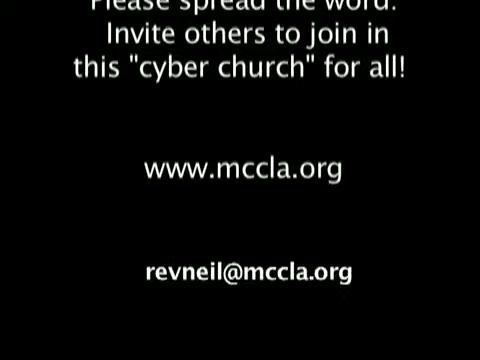 Please spread the word.
Invite others to join in
this "cyber church" for all!
www.mccla.org
revneil@mccla.org